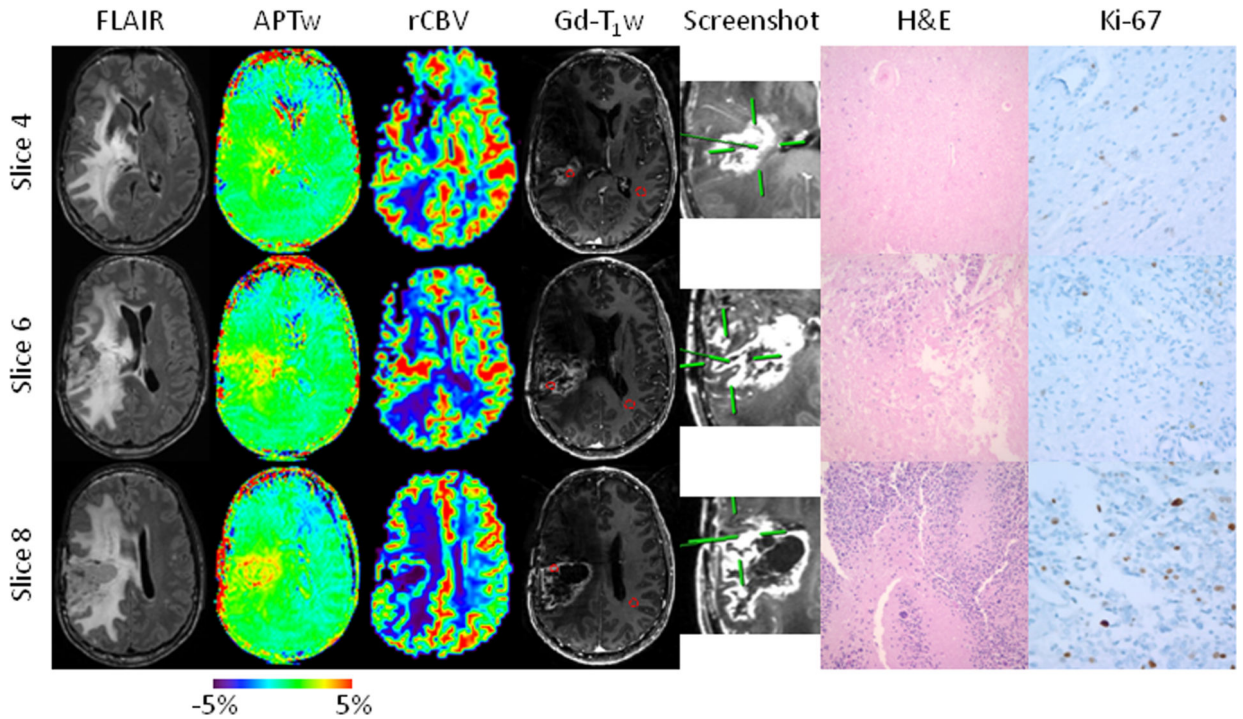 FLAIR APTw rCBV Gd-T₁w Screenshot H&E Ki-67
Slice 4
Slice 6
Slice 8
-5% 5%